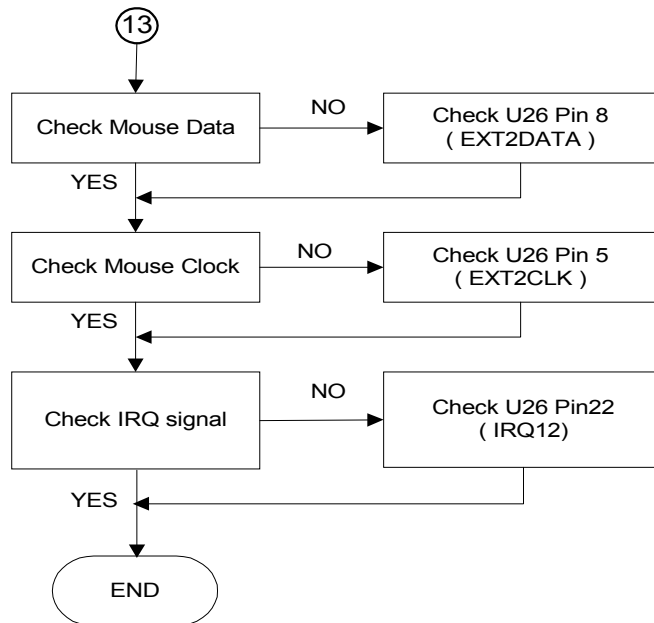 13
Check Mouse Data
NO
Check U26 Pin 8
( EXT2DATA )
YES
Check Mouse Clock
NO
Check U26 Pin 5
( EXT2CLK )
YES
Check IRQ signal
NO
Check U26 Pin22
( IRQ12)
YES
END